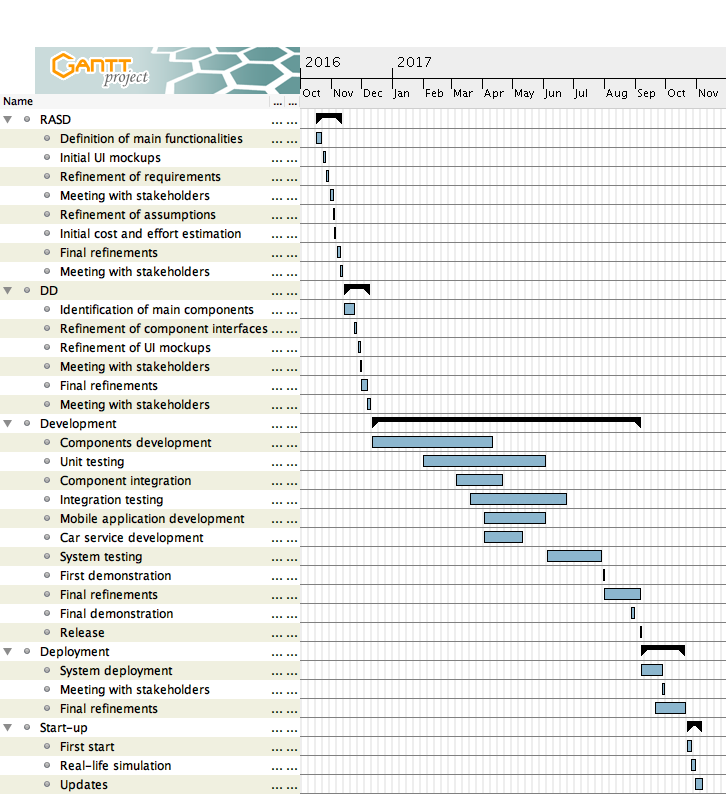 2016 2017
GANTT
project
Oct Nov Dec Jan Feb Mar Apr May Jun Jul Aug Sep Oct Nov
Name ... ...
RASD ... ...
Definition of main functionalities ... ...
Initial UI mockups ... ...
Refinement of requirements ... ...
Meeting with stakeholders ... ...
Refinement of assumptions ... ...
Initial cost and effort estimation ... ...
Final refinements ... ...
Meeting with stakeholders ... ...
DD ... ...
Identification of main components ... ...
Refinement of component interfaces ... ...
Refinement of UI mockups ... ...
Meeting with stakeholders ... ...
Final refinements ... ...
Meeting with stakeholders ... ...
Development ... ...
Components development ... ...
Unit testing ... ...
Component integration ... ...
Integration testing ... ...
Mobile application development ... ...
Car service development ... ...
System testing ... ...
First demonstration ... ...
Final refinements ... ...
Final demonstration ... ...
Release ... ...
Deployment ... ...
System deployment ... ...
Meeting with stakeholders ... ...
Final refinements ... ...
Start-up ... ...
First start ... ...
Real-life simulation ... ...
Updates ... ...